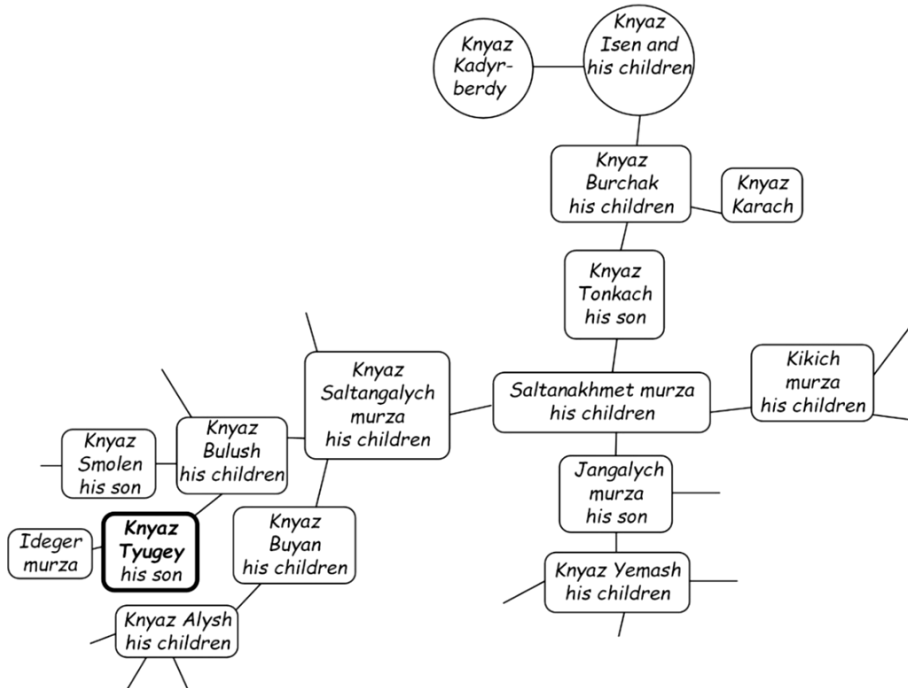 Knyaz
Kadyr-
berdy
Knyaz
Isen and
his children
Knyaz
Burchak
his children
Knyaz
Karach
Knyaz
Tonkach
his son
Knyaz
Saltangalych
murza
his children
Saltanakhmet murza
his children
Kikich
murza
his children
Knyaz
Smolen
his son
Knyaz
Bulush
his children
Jangalych
murza
his son
Ideger
murza
Knyaz
Tyugey
his son
Knyaz
Buyan
his children
Knyaz Yemash
his children
Knyaz Alysh
his children